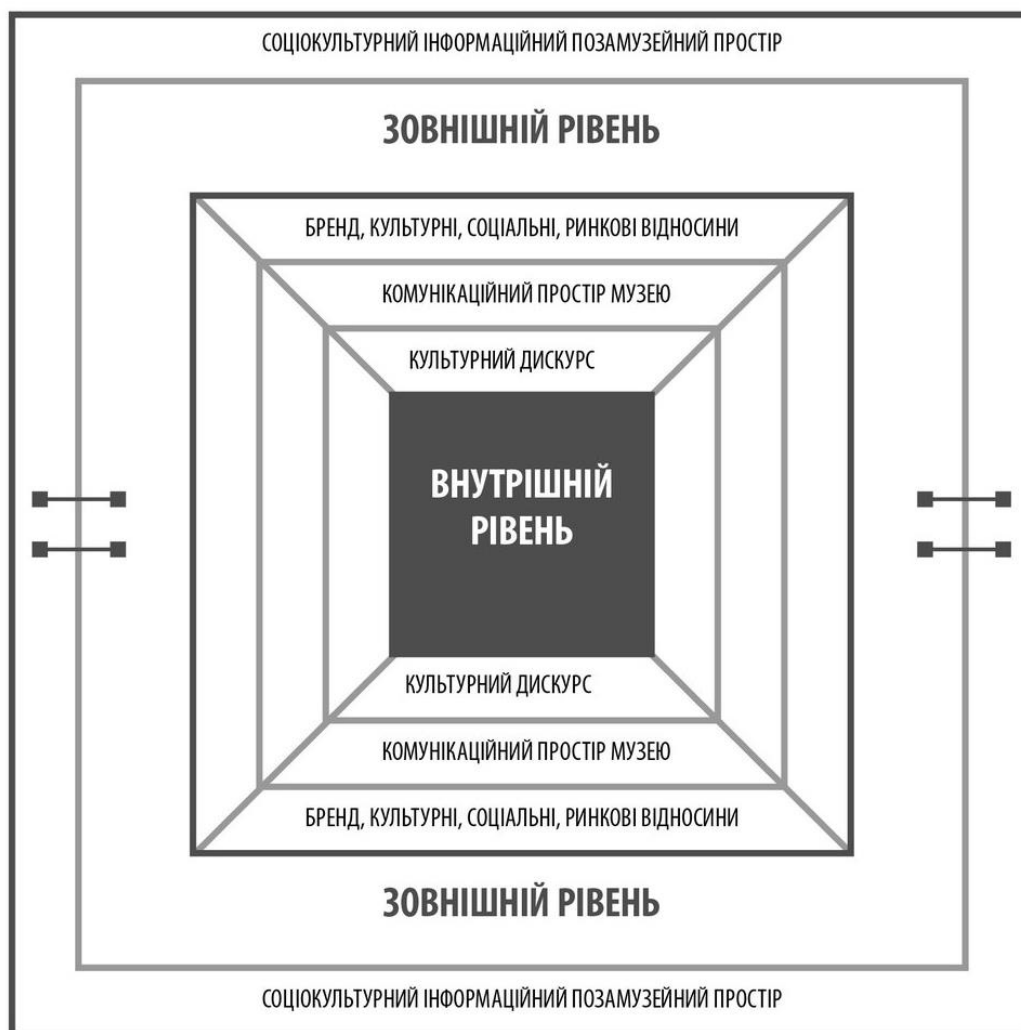 СОЦІОКУЛЬТУРНИЙ ІНФОРМАЦІЙНИЙ ПОЗАМУЗЕЙНИЙ ПРОСТІР
ЗОВНІШНІЙ РІВЕНЬ
БРЕНД, КУЛЬТУРНІ, СОЦІАЛЬНІ, РИНКОВІ ВІДНОСИНИ
КОМУНІКАЦІЙНИЙ ПРОСТІР МУЗЕЮ
КУЛЬТУРНИЙ ДИСКУРС
ВНУТРІШНІЙ
РІВЕНЬ
КУЛЬТУРНИЙ ДИСКУРС
КОМУНІКАЦІЙНИЙ ПРОСТІР МУЗЕЮ
БРЕНД, КУЛЬТУРНІ, СОЦІАЛЬНІ, РИНКОВІ ВІДНОСИНИ
ЗОВНІШНІЙ РІВЕНЬ
СОЦІОКУЛЬТУРНИЙ ІНФОРМАЦІЙНИЙ ПОЗАМУЗЕЙНИЙ ПРОСТІР